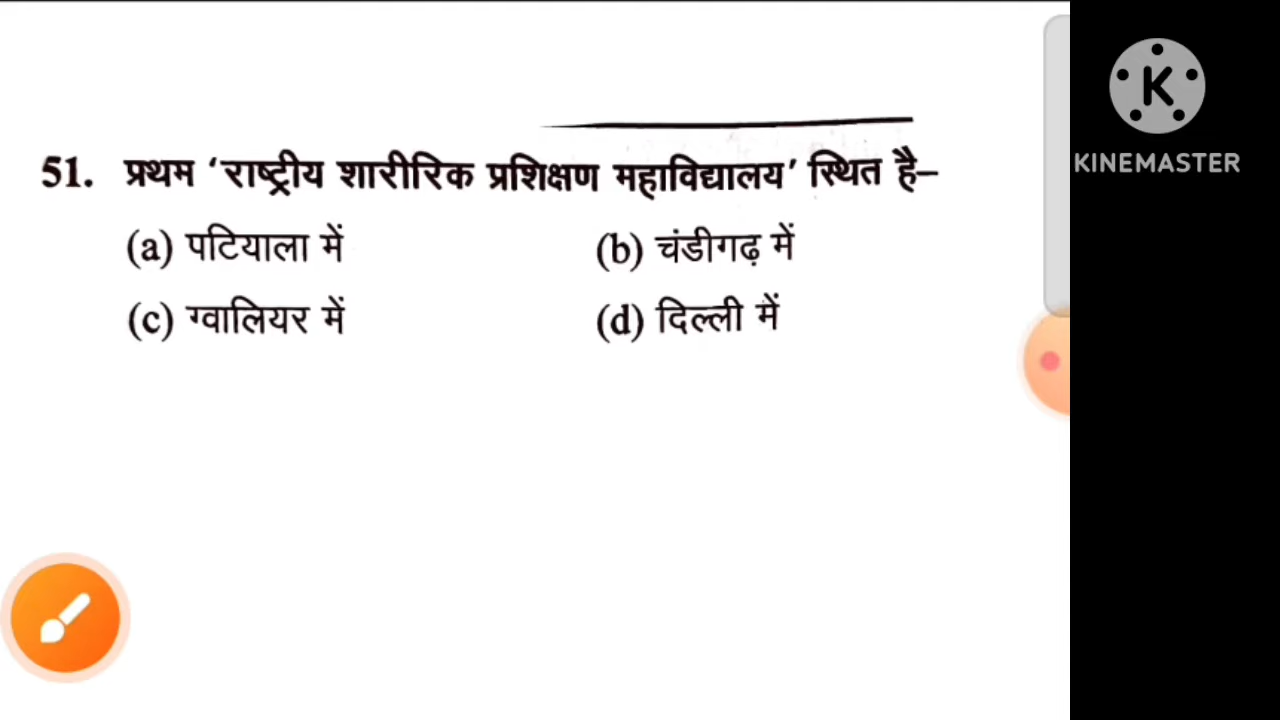 51. प्रथम 'राष्ट्रीय शारीरिक प्रशिक्षण महाविद्यालय' स्थित है–
(a) पटियाला में (b) चंडीगढ़ में
(c) ग्वालियर में (d) दिल्ली में
K
KINEMASTER